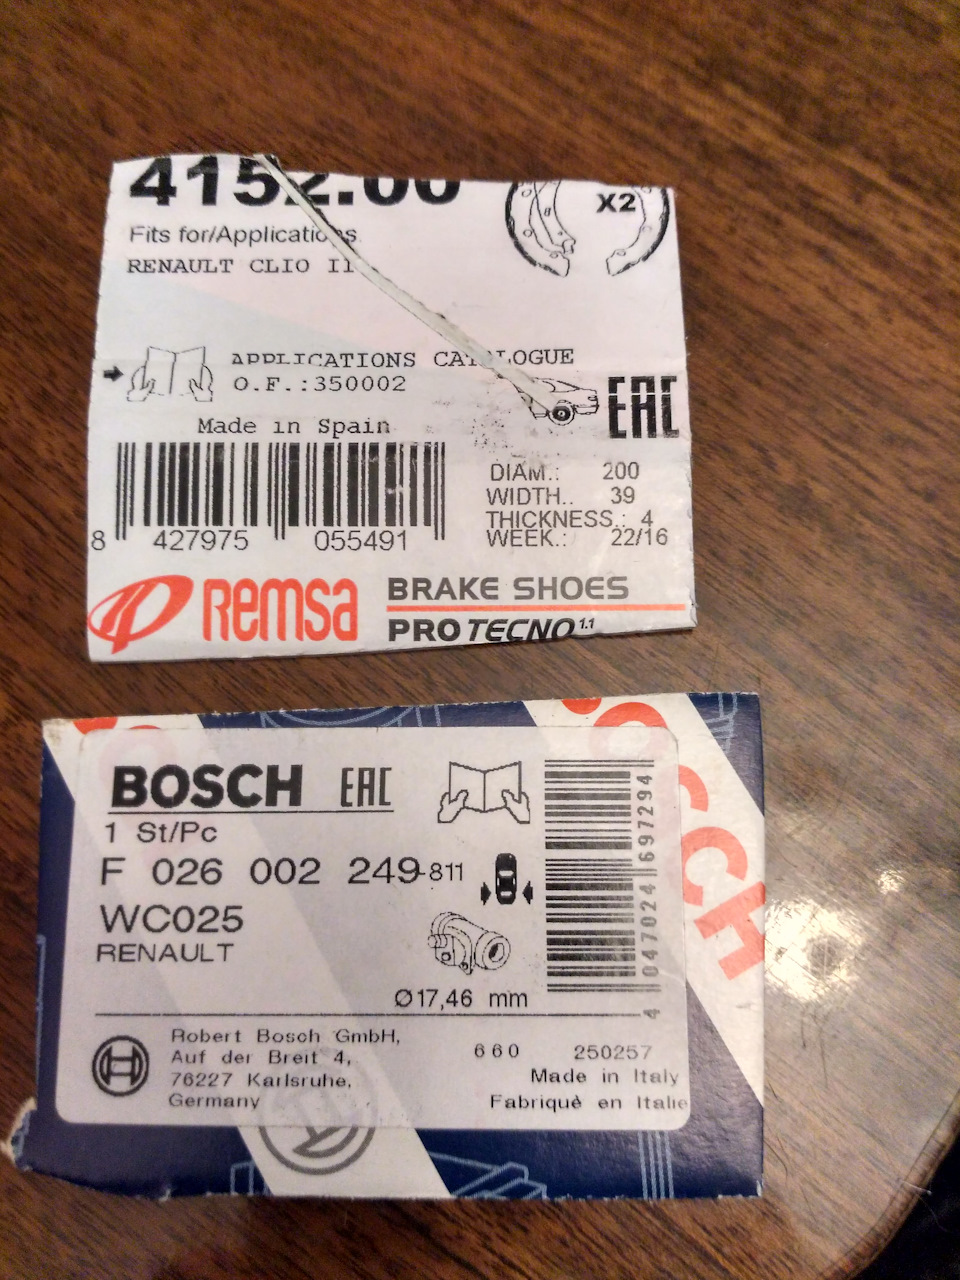 4152.00
X2
Fits for/Applications
RENAULT CLIO II
APPLICATIONS CATALOGUE
O.F.:350002
EAC
Made in Spain
DIAM.: 200
WIDTH.. 39
THICKNESS.: 4
WEEK.: 22/16
8 427975 055491
Remsa
BRAKE SHOES
PRO TECNO 1.1
BOSCH EAC
1 St/Pc
F 026 002 249-811
WC025
RENAULT
Ø17,46 mm
4 047024 697294
Robert Bosch GmbH,
Auf der Breit 4,
76227 Karlsruhe,
Germany
660 250257
Made in Italy
Fabriqué en Italie